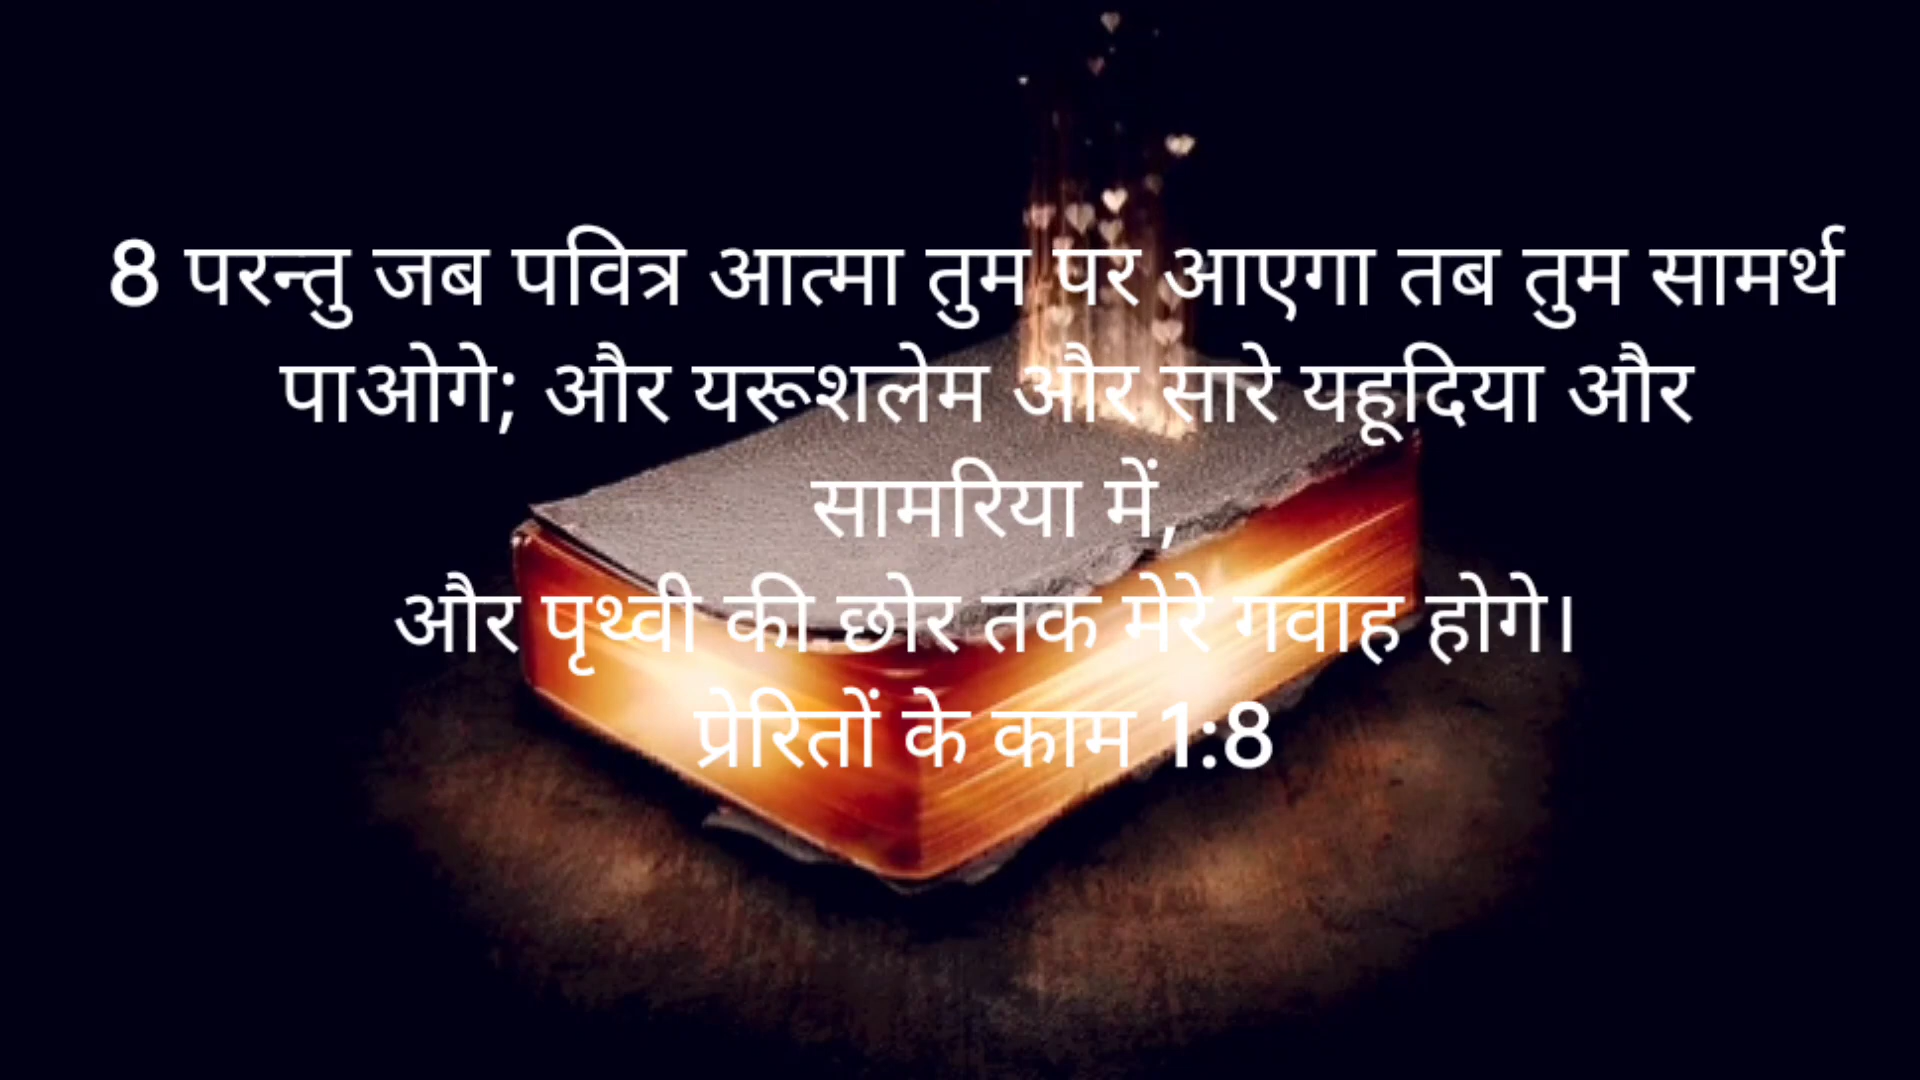 8 परन्तु जब पवित्र आत्मा तुम पर आएगा तब तुम सामर्थ
पाओगे; और यरूशलेम और सारे यहूदिया और
सामरिया में,
और पृथ्वी की छोर तक मेरे गवाह होगे।
प्रेरितों के काम 1:8